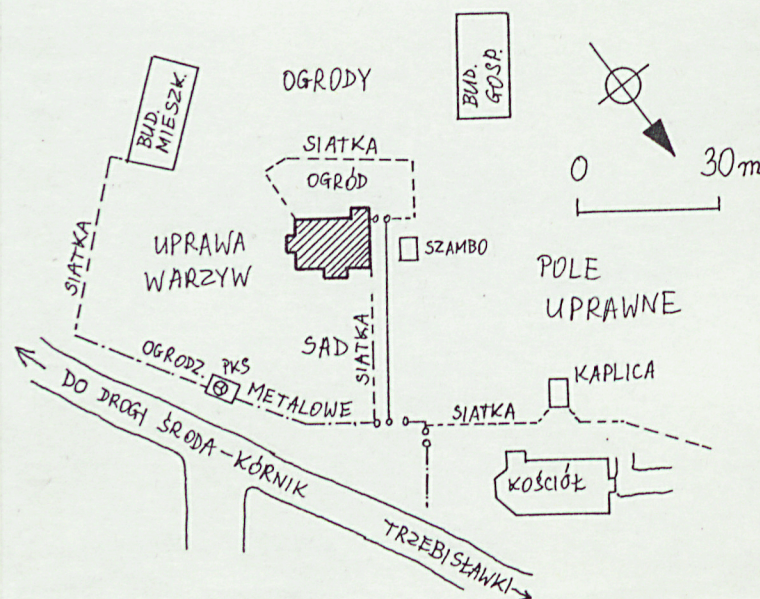 BUD.
MIESZK.
OGRODY
BUD.
GOSP.
SIATKA
OGRÓD
0 30m
SIATKA
UPRAWA
WARZYW
SZAMBO
POLE
UPRAWNE
SAD
SIATKA
OGRODZ.
PKS
METALOWE
KAPLICA
SIATKA
KOŚCIÓŁ
DO DROGI ŚRODA-KÓRNIK
TRZEBISŁAWKI